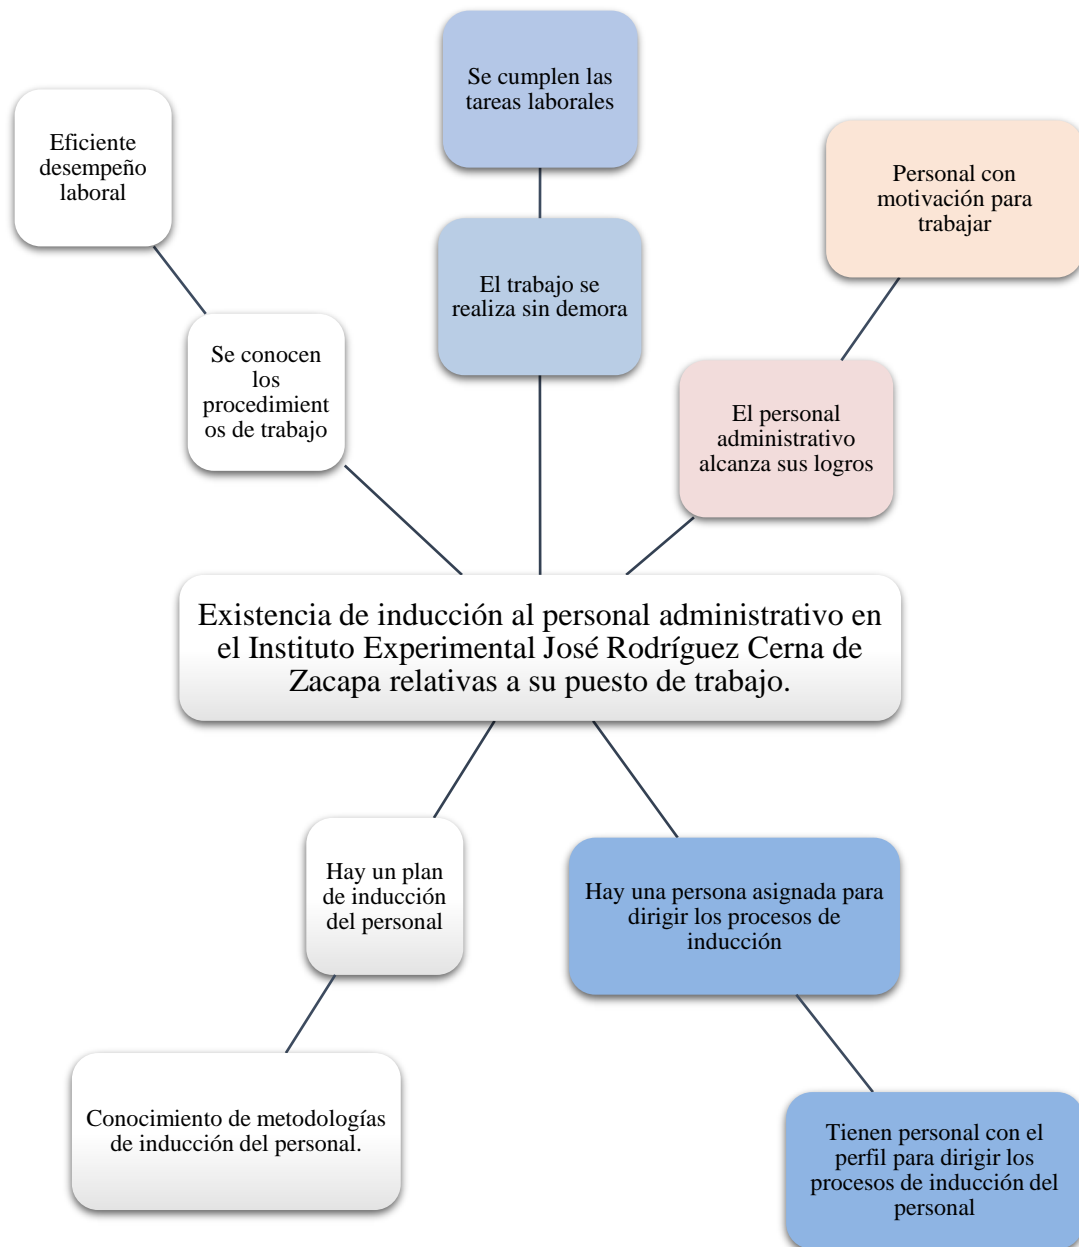 Se cumplen las
tareas laborales
Eficiente
desempeño
laboral
Personal con
motivación para
trabajar
El trabajo se
realiza sin demora
Se conocen
los
procedimient
os de trabajo
El personal
administrativo
alcanza sus logros
Existencia de inducción al personal administrativo en
el Instituto Experimental José Rodríguez Cerna de
Zacapa relativas a su puesto de trabajo.
Hay un plan
de inducción
del personal
Hay una persona asignada para
dirigir los procesos de
inducción
Conocimiento de metodologías
de inducción del personal.
Tienen personal con el
perfil para dirigir los
procesos de inducción del
personal